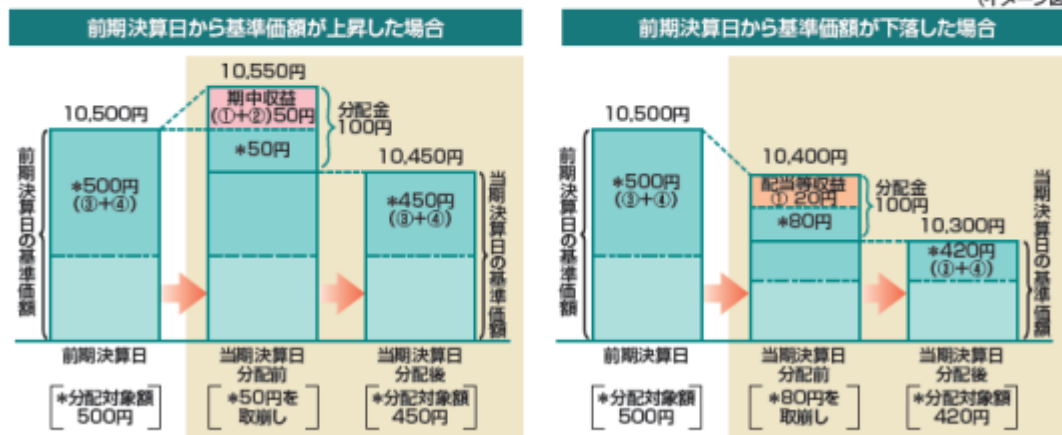 (イメージ図
前期決算日から基準価額が上昇した場合
10,550円
10,500円
期中収益
(①+②)50円
分配金
100円
*50円
10,450円
*500円
(③+④)
*450円
(③+④)
前期決算日の基準価額
当期決算日の基準価額
前期決算日
当期決算日
分配前
当期決算日
分配後
*分配対象額
500円
*50円を
取崩し
*分配対象額
450円
前期決算日から基準価額が下落した場合
10,500円
10,400円
*500円
(③+④)
配当等収益
① 20円
分配金
100円
*80円
10,300円
*420円
(③+④)
前期決算日の基準価額
当期決算日の基準価額
前期決算日
当期決算日
分配前
当期決算日
分配後
*分配対象額
500円
*80円を
取崩し
*分配対象額
420円